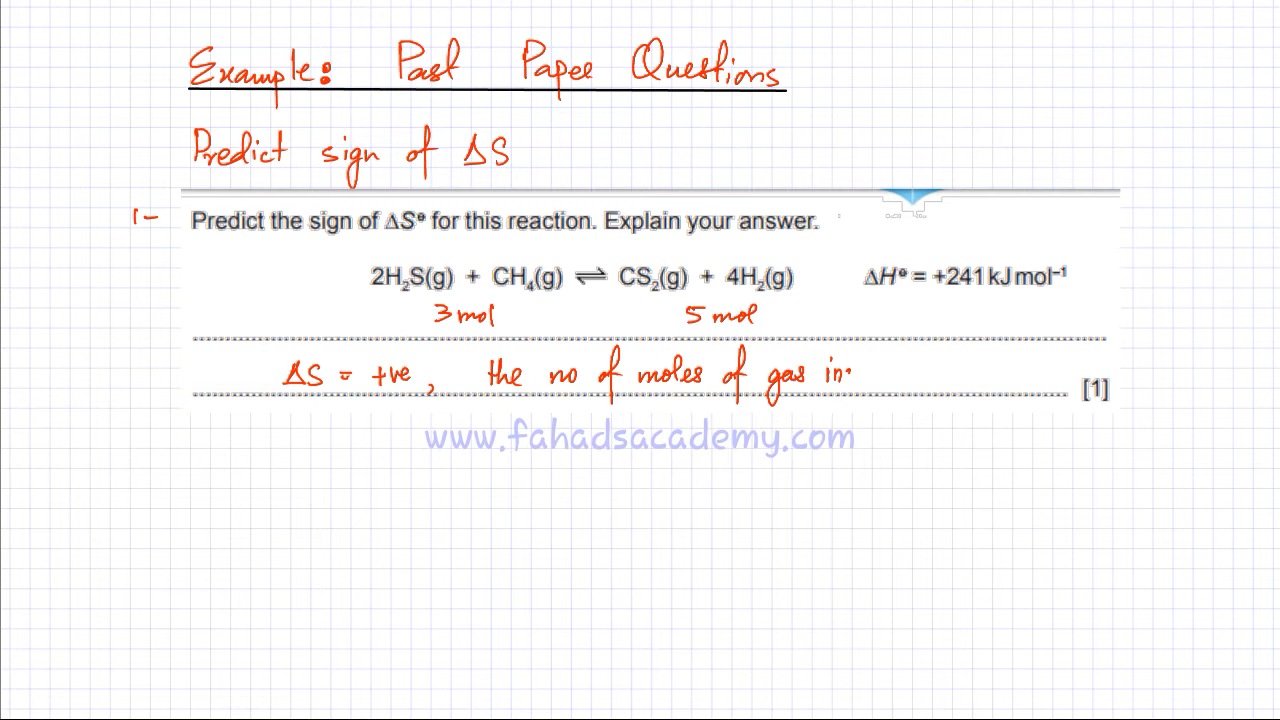 Example: Past Paper Questions
Predict sign of ΔS
1- Predict the sign of ΔS⦵ for this reaction. Explain your answer.
2H₂S(g) + CH₄(g) ⇌ CS₂(g) + 4H₂(g) ΔH⦵ = +241 kJ mol⁻¹
3 mol 5 mol
ΔS = +ve, the no of moles of gas in
[1]
www.fahadsacademy.com